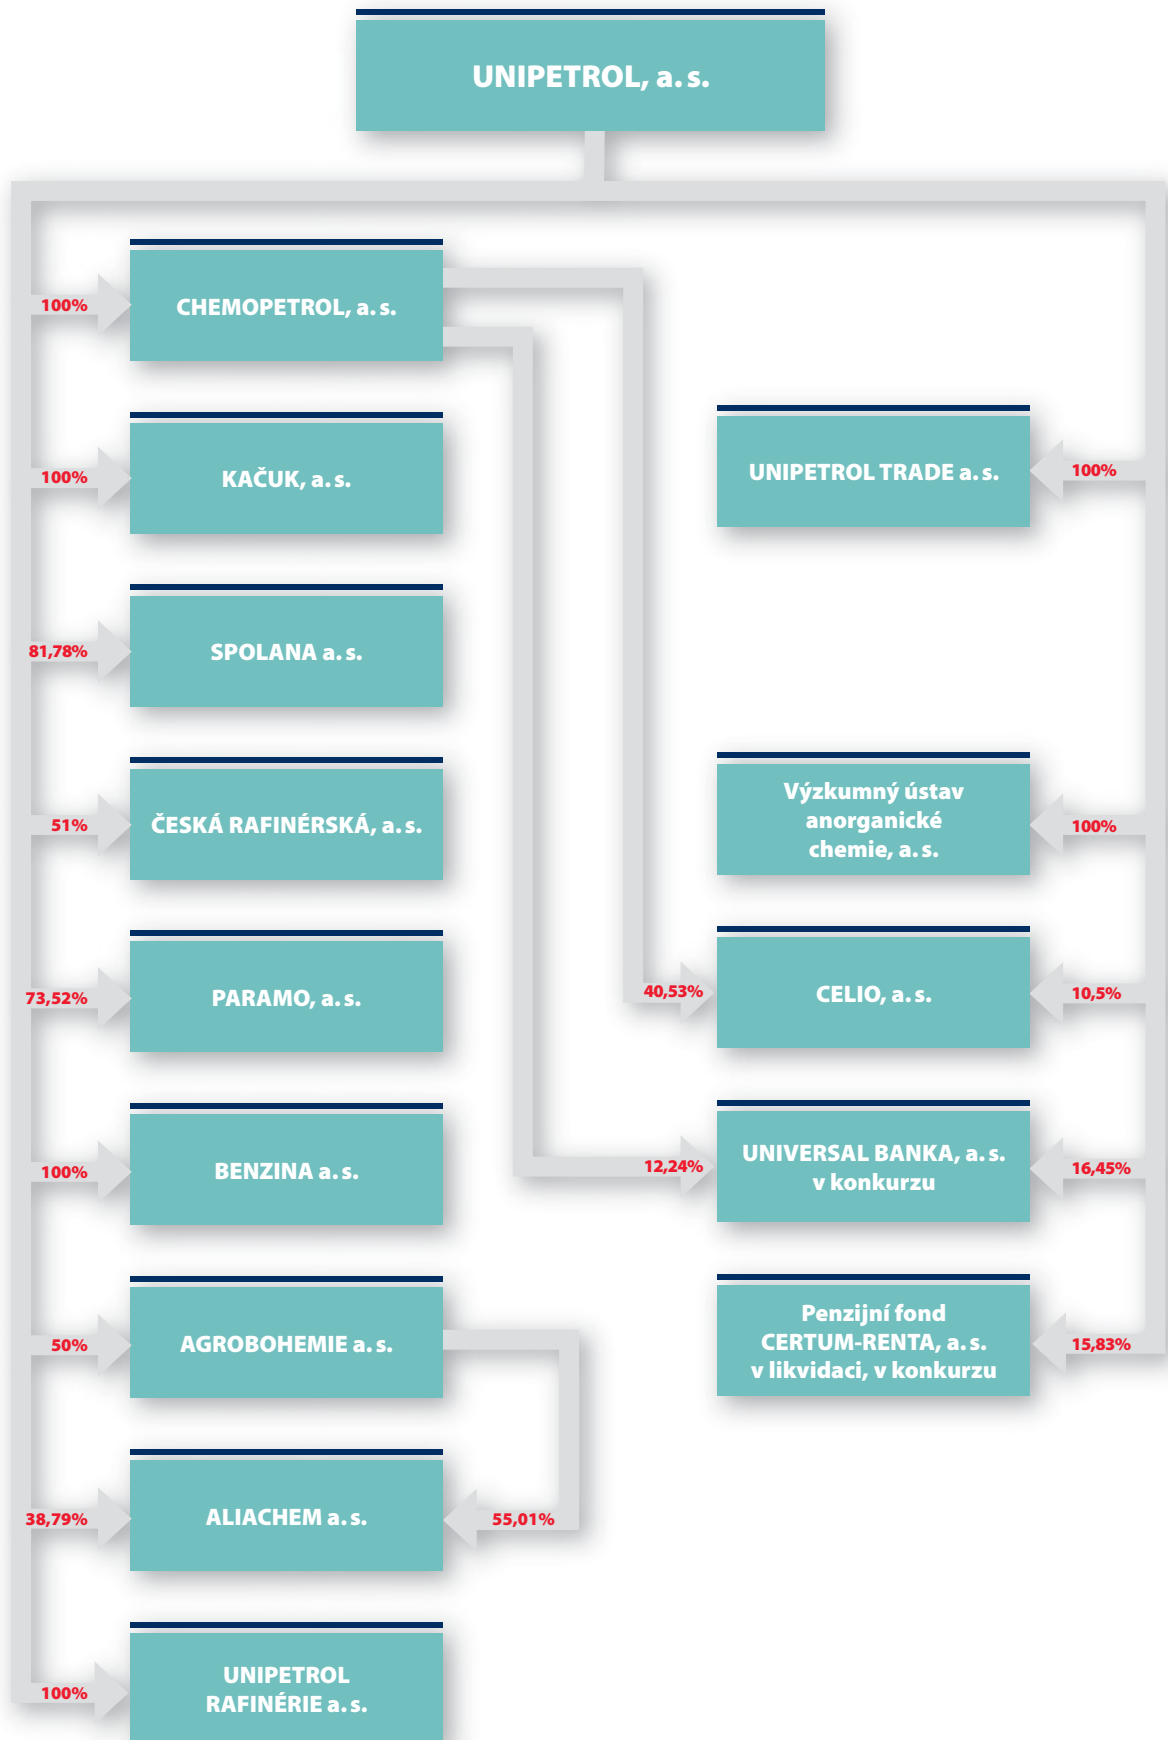 UNIPETROL, a. s.
100%
CHEMOPETROL, a. s.
100%
KAČUK, a. s.
UNIPETROL TRADE a. s.
100%
81,78%
SPOLANA a. s.
51%
ČESKÁ RAFINÉRSKÁ, a. s.
Výzkumný ústav
anorganické
chemie, a. s.
100%
73,52%
PARAMO, a. s.
40,53%
CELIO, a. s.
10,5%
100%
BENZINA a. s.
12,24%
UNIVERSAL BANKA, a. s.
v konkurzu
16,45%
50%
AGROBOHEMIE a. s.
Penzijní fond
CERTUM-RENTA, a. s.
v likvidaci, v konkurzu
15,83%
38,79%
ALIACHEM a. s.
55,01%
100%
UNIPETROL
RAFINÉRIE a. s.